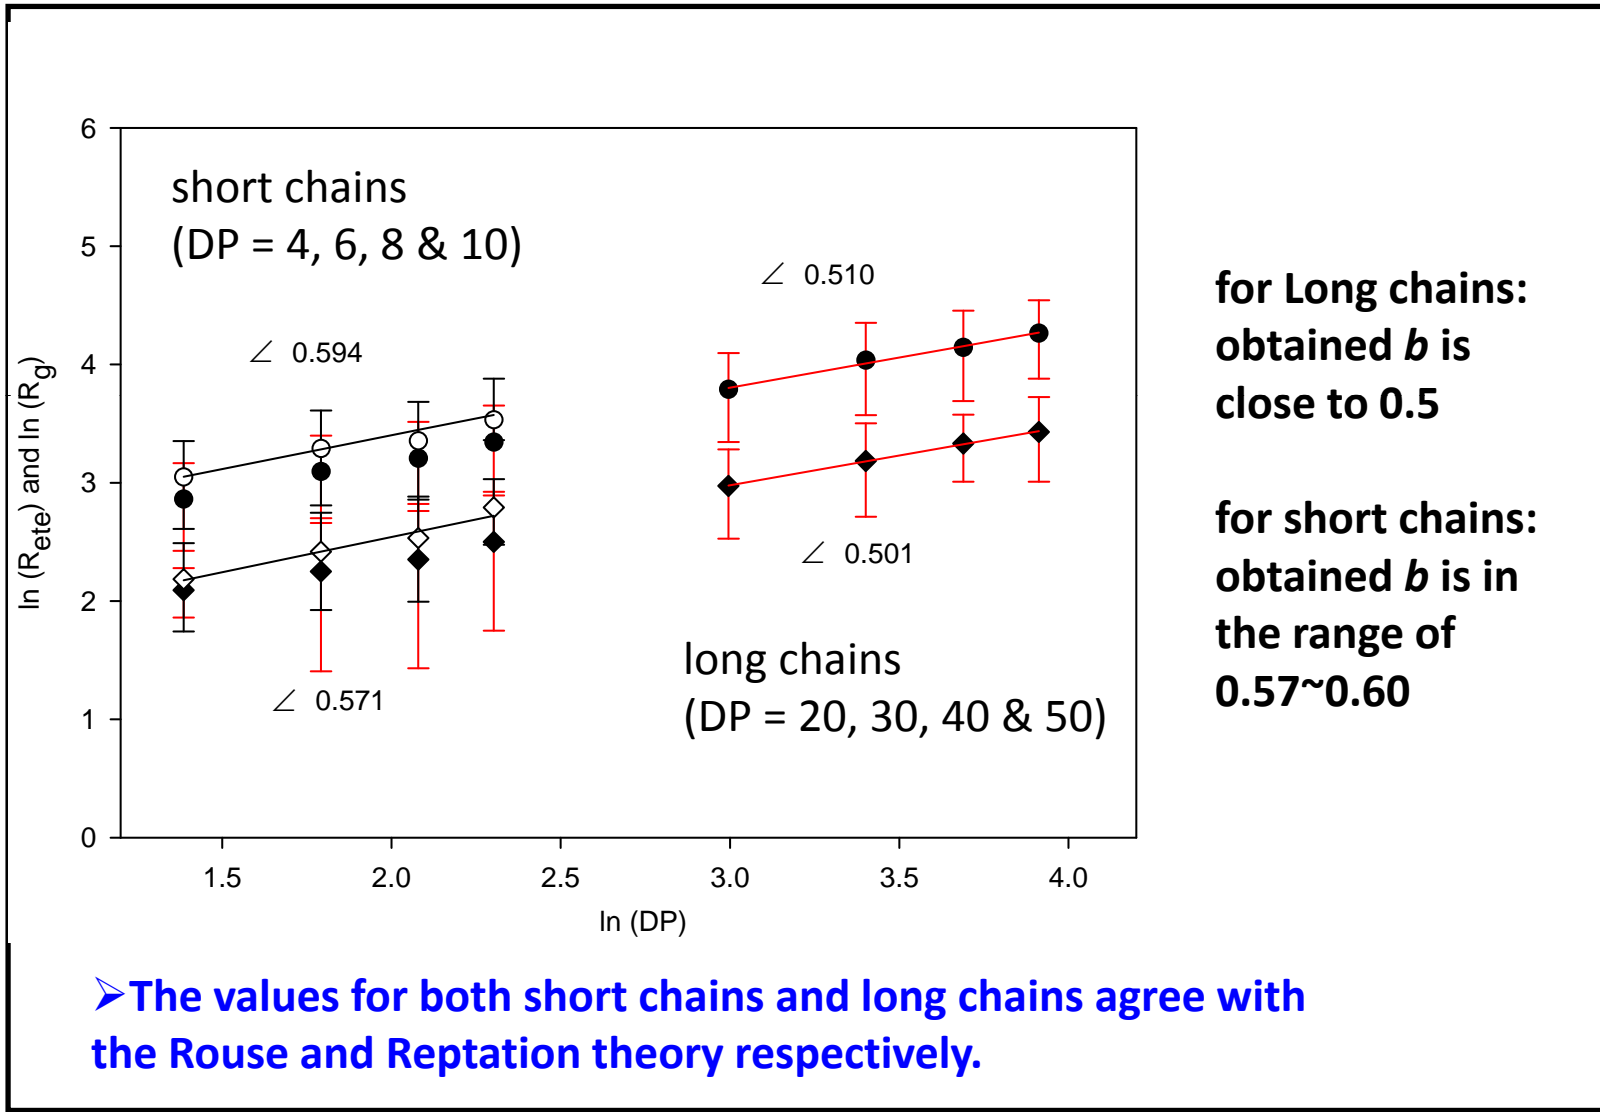 6
5
4
3
2
1
0
ln (Rete) and ln (Rg)
short chains
(DP = 4, 6, 8 & 10)
∠ 0.594
∠ 0.571
∠ 0.510
∠ 0.501
long chains
(DP = 20, 30, 40 & 50)
1.5 2.0 2.5 3.0 3.5 4.0
ln (DP)
for Long chains:
obtained b is
close to 0.5
for short chains:
obtained b is in
the range of
0.57~0.60
➢The values for both short chains and long chains agree with
the Rouse and Reptation theory respectively.